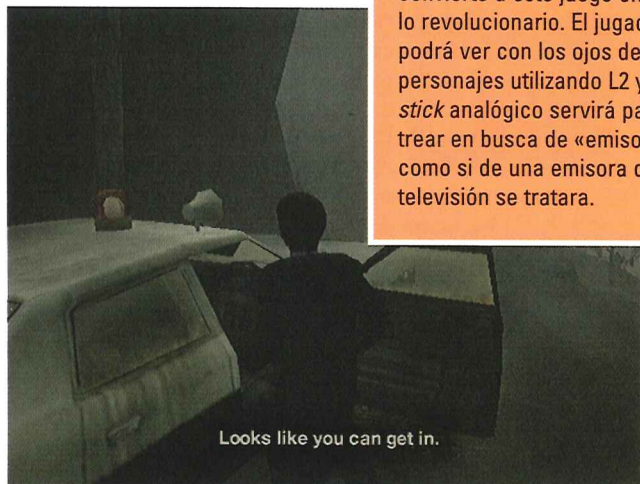 convierte a este juego en
lo revolucionario. El jugad
podrá ver con los ojos de
personajes utilizando L2 y
stick analógico servirá pa
trear en busca de «emiso
como si de una emisora
televisión se tratara.
Looks like you can get in.